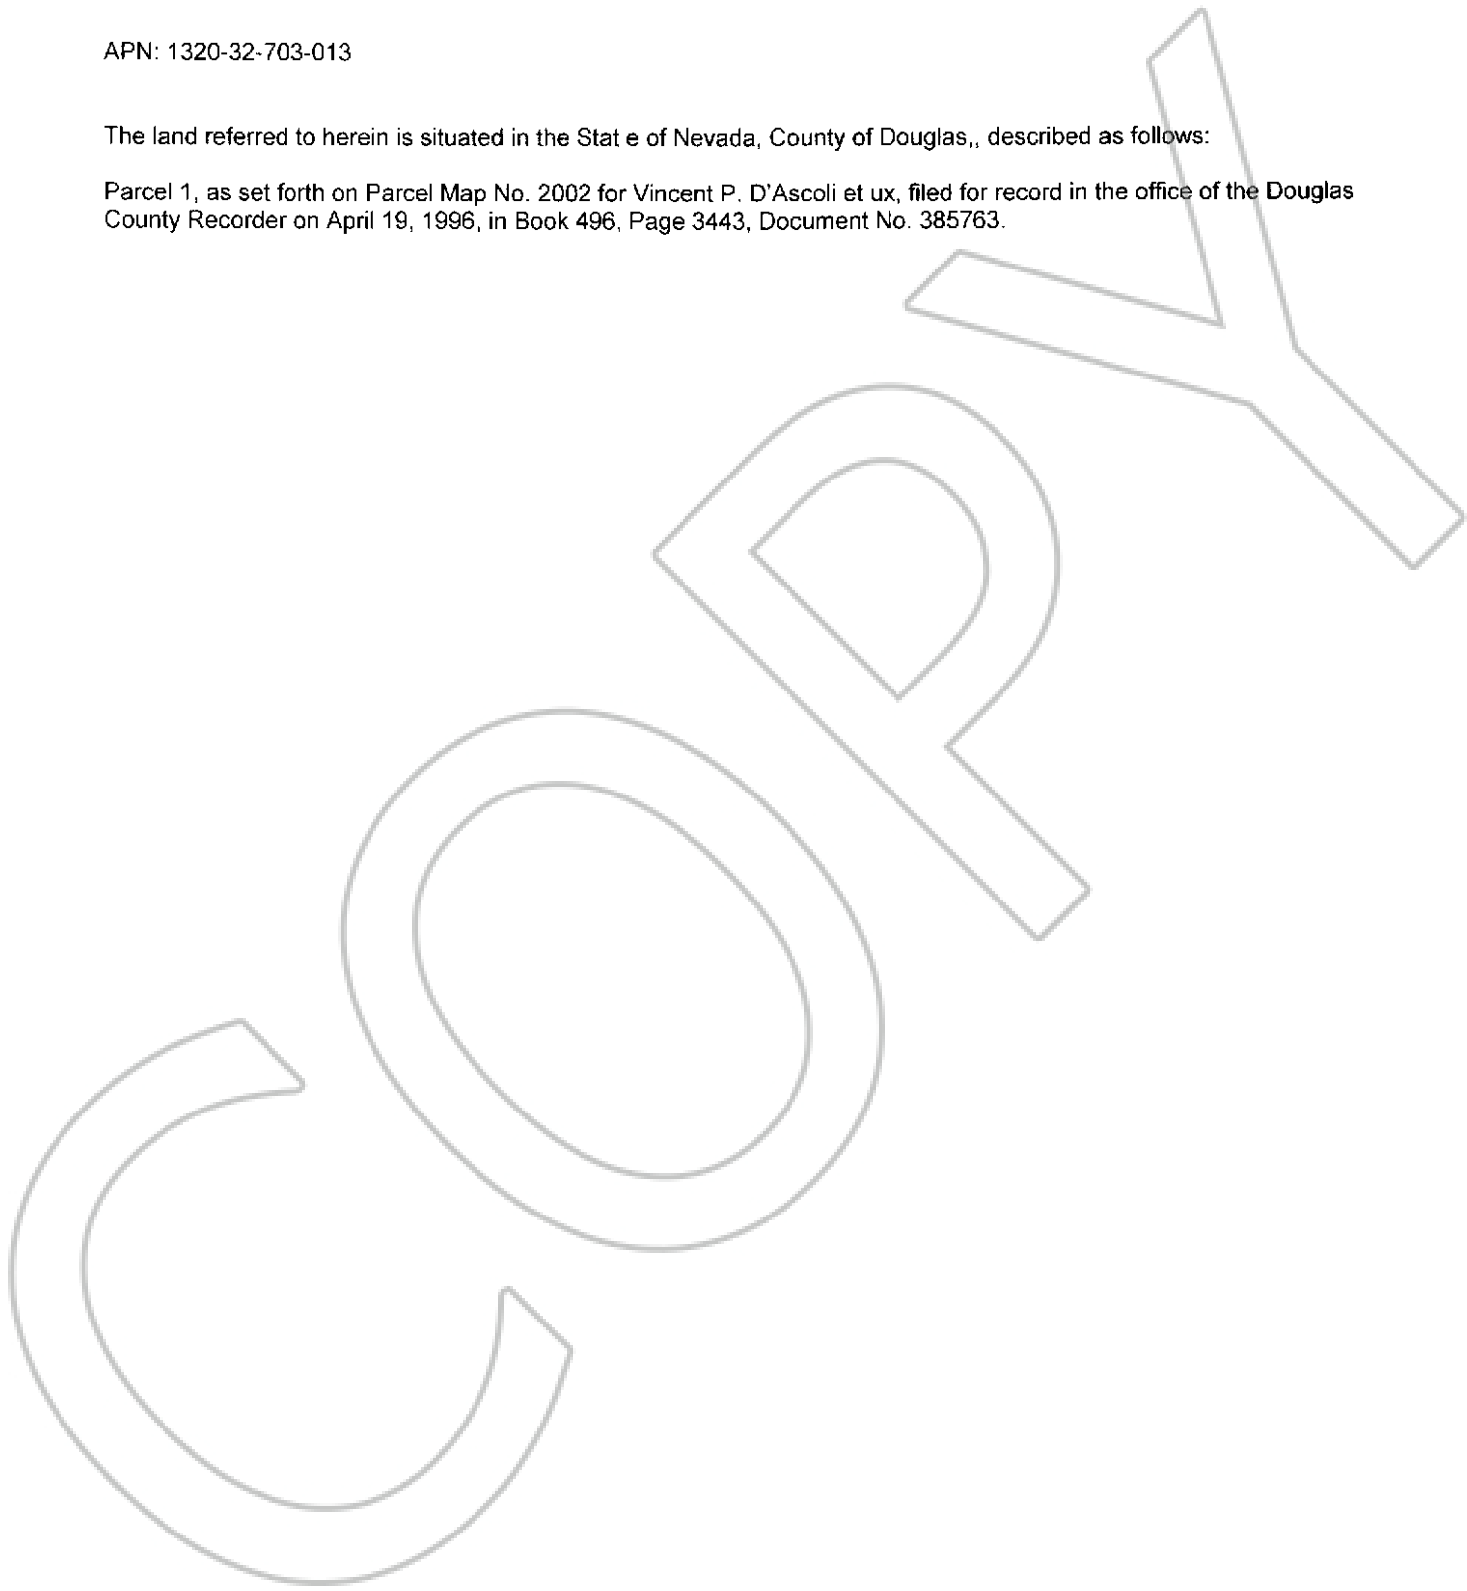 APN: 1320-32-703-013
The land referred to herein is situated in the Stat e of Nevada, County of Douglas,, described as follows:
Parcel 1, as set forth on Parcel Map No. 2002 for Vincent P. D'Ascoli et ux, filed for record in the office of the Douglas
County Recorder on April 19, 1996, in Book 496, Page 3443, Document No. 385763.
COPY